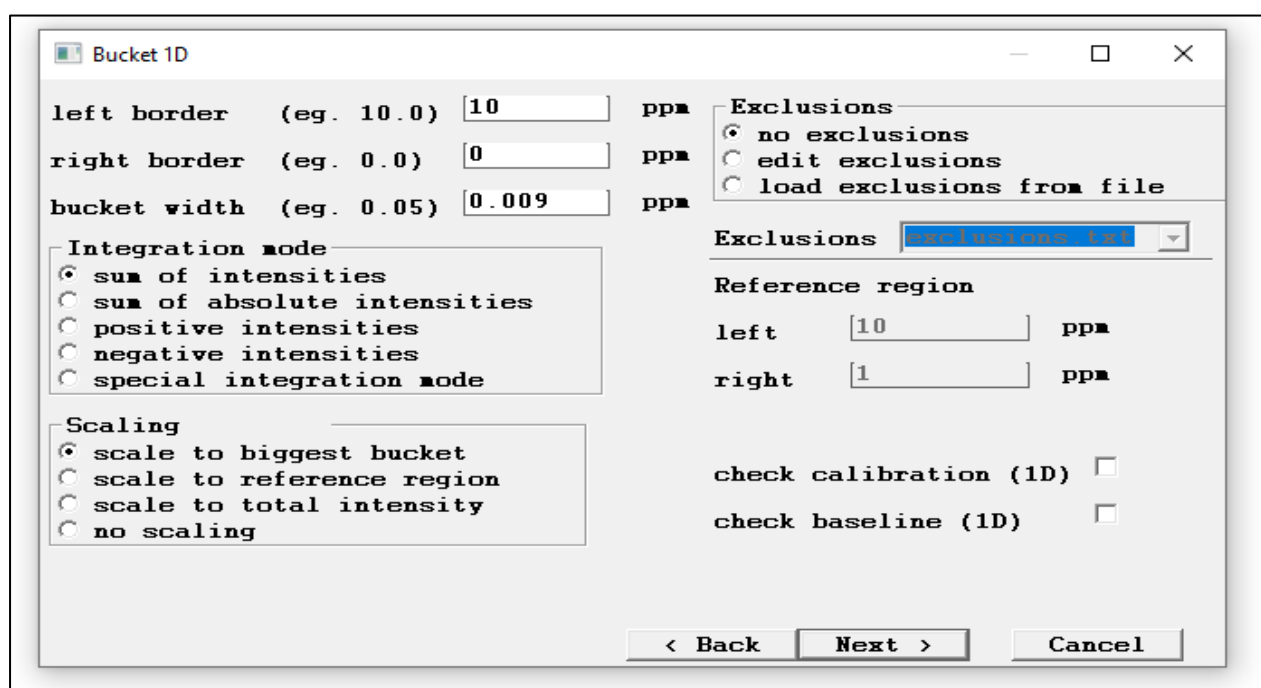 Bucket 1D
left border (eg. 10.0) 10 ppm
right border (eg. 0.0) 0 ppm
bucket width (eg. 0.05) 0.009 ppm
Integration mode
sum of intensities
sum of absolute intensities
positive intensities
negative intensities
special integration mode
Scaling
scale to biggest bucket
scale to reference region
scale to total intensity
no scaling
Exclusions
no exclusions
edit exclusions
load exclusions from file
Exclusions exclusions.txt
Reference region
left 10 ppm
right 1 ppm
check calibration (1D)
check baseline (1D)
< Back Next > Cancel